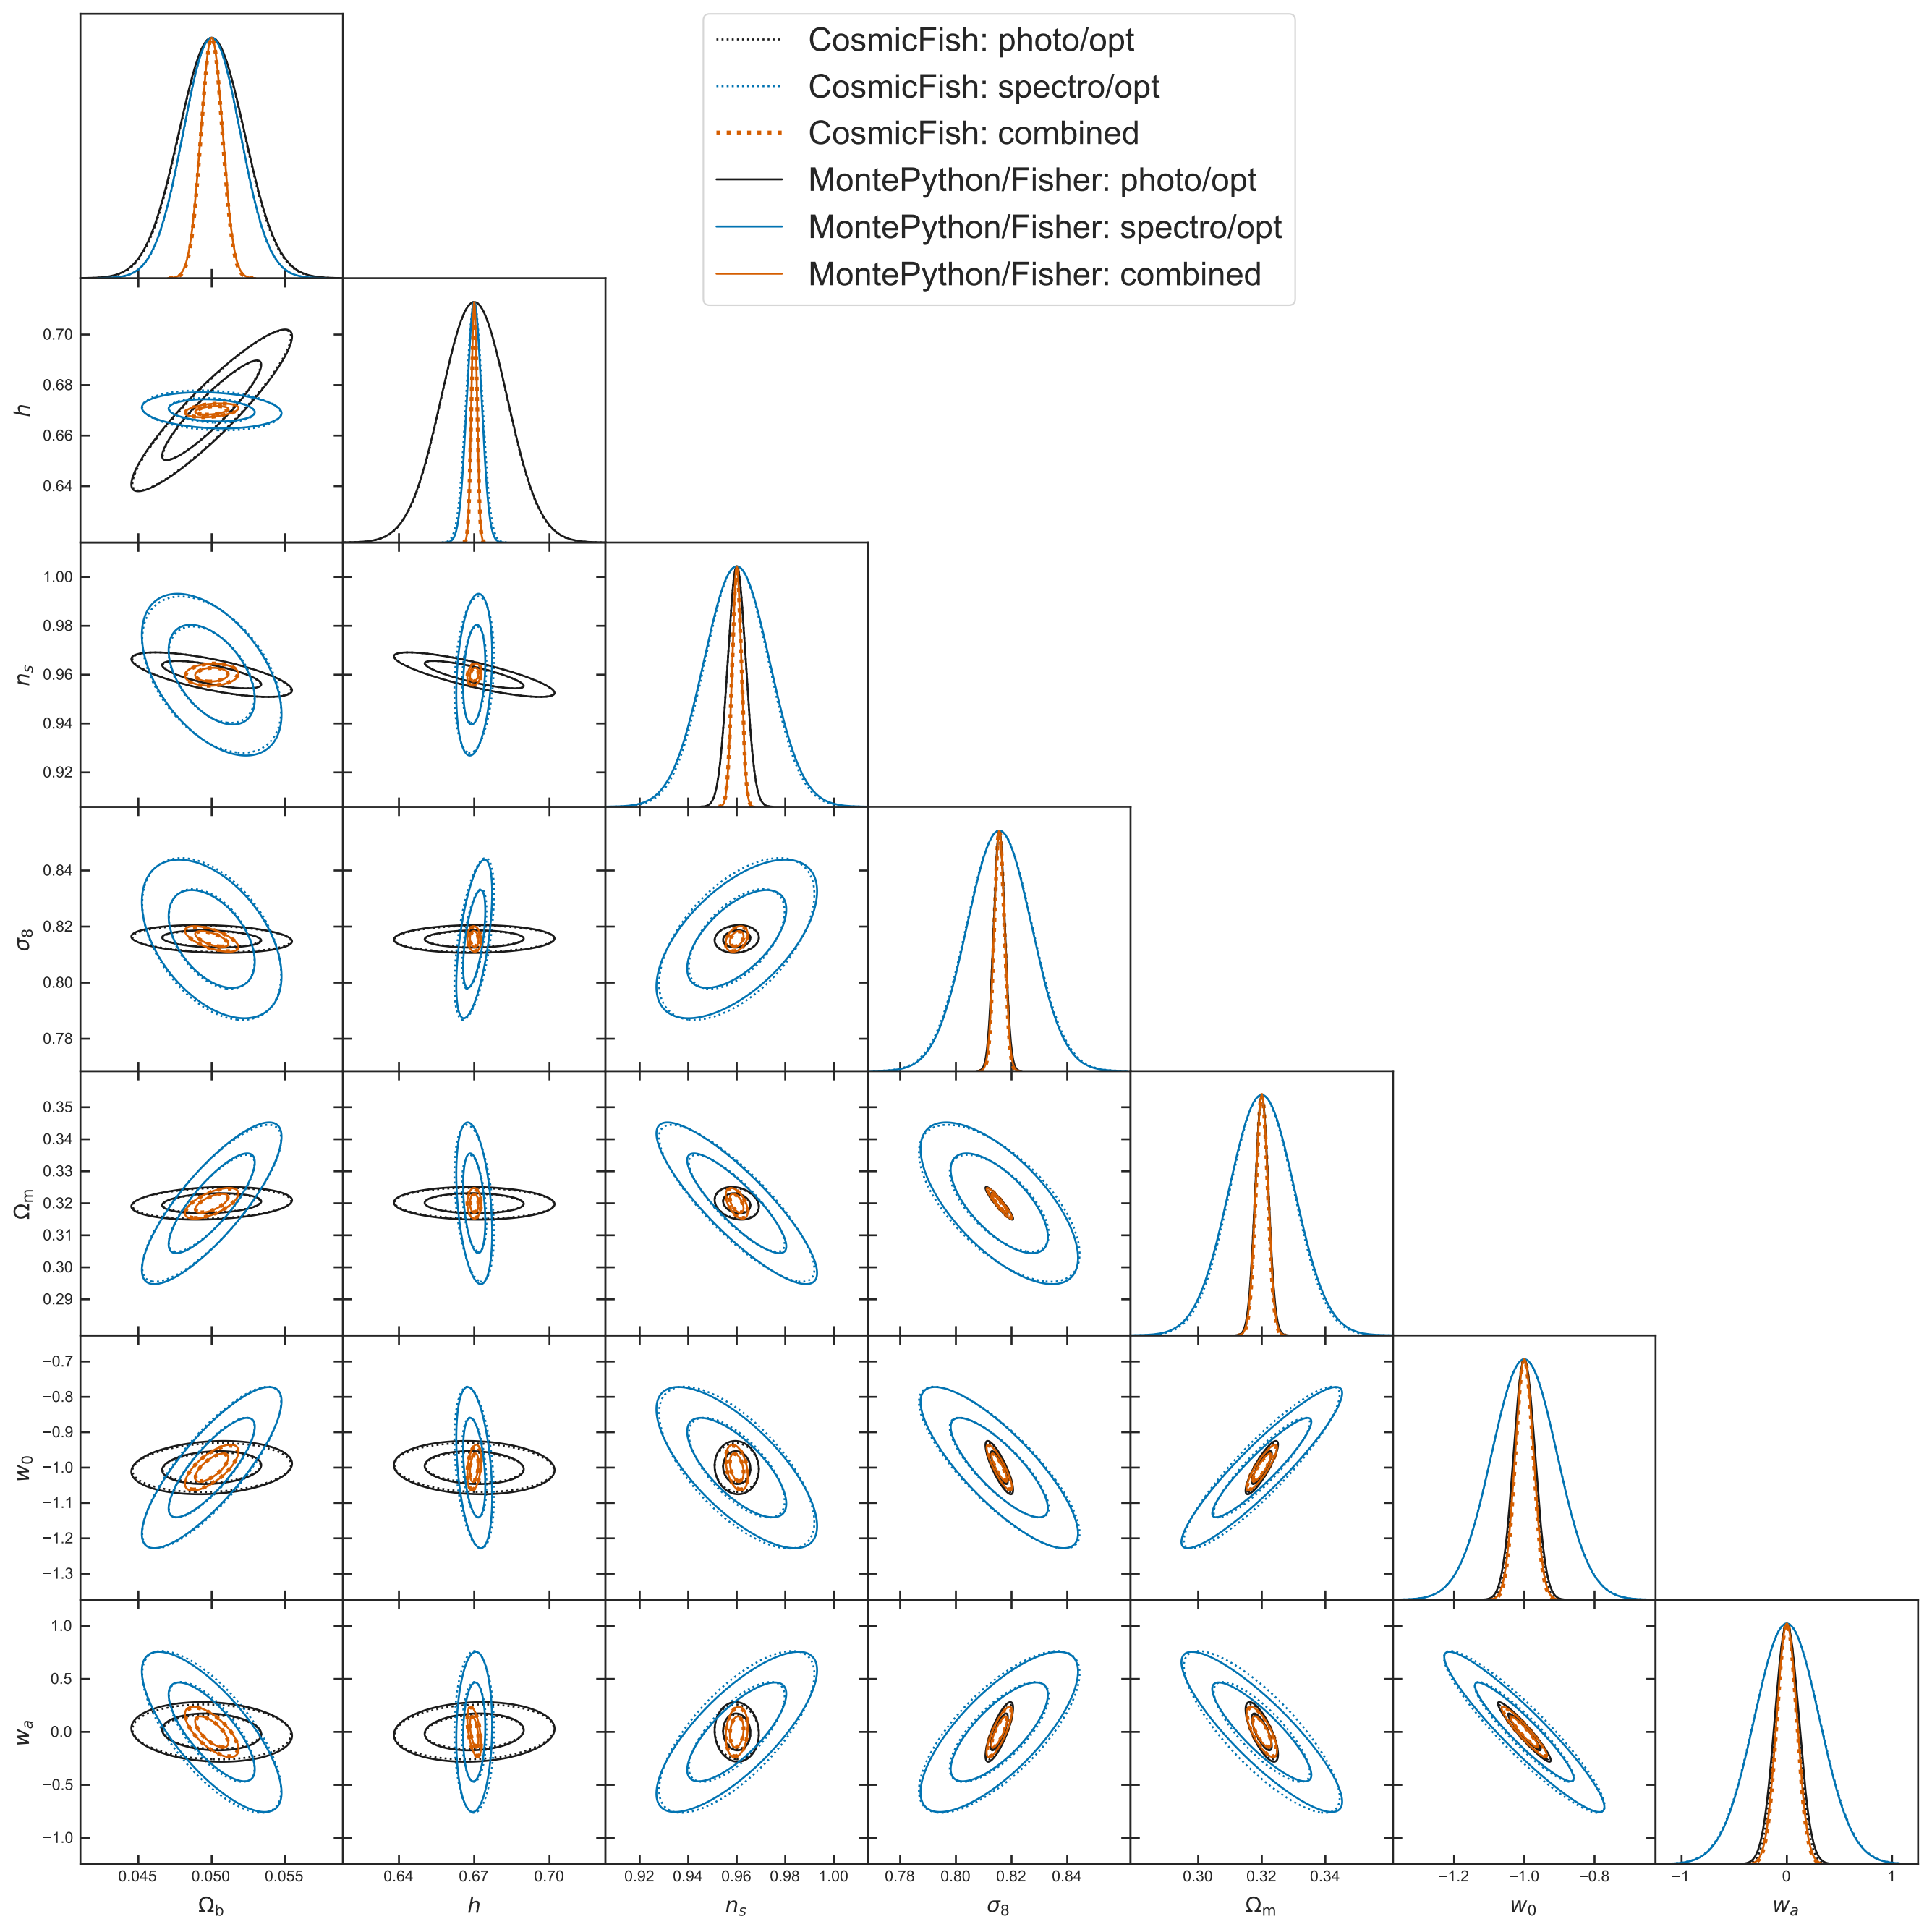 CosmicFish: photo/opt
CosmicFish: spectro/opt
CosmicFish: combined
MontePython/Fisher: photo/opt
MontePython/Fisher: spectro/opt
MontePython/Fisher: combined
0.70
0.68
0.66
0.64
h
1.00
0.98
0.96
0.94
0.92
n_s
0.84
0.82
0.80
0.78
σ_8
0.35
0.34
0.33
0.32
0.31
0.30
0.29
Ω_m
−0.7
−0.8
−0.9
−1.0
−1.1
−1.2
−1.3
w_0
1.0
0.5
0.0
−0.5
−1.0
w_a
0.045 0.050 0.055 0.64 0.67 0.70 0.92 0.94 0.96 0.98 1.00 0.78 0.80 0.82 0.84 0.30 0.32 0.34 −1.2 −1.0 −0.8 −1 0 1
Ω_b h n_s σ_8 Ω_m w_0 w_a